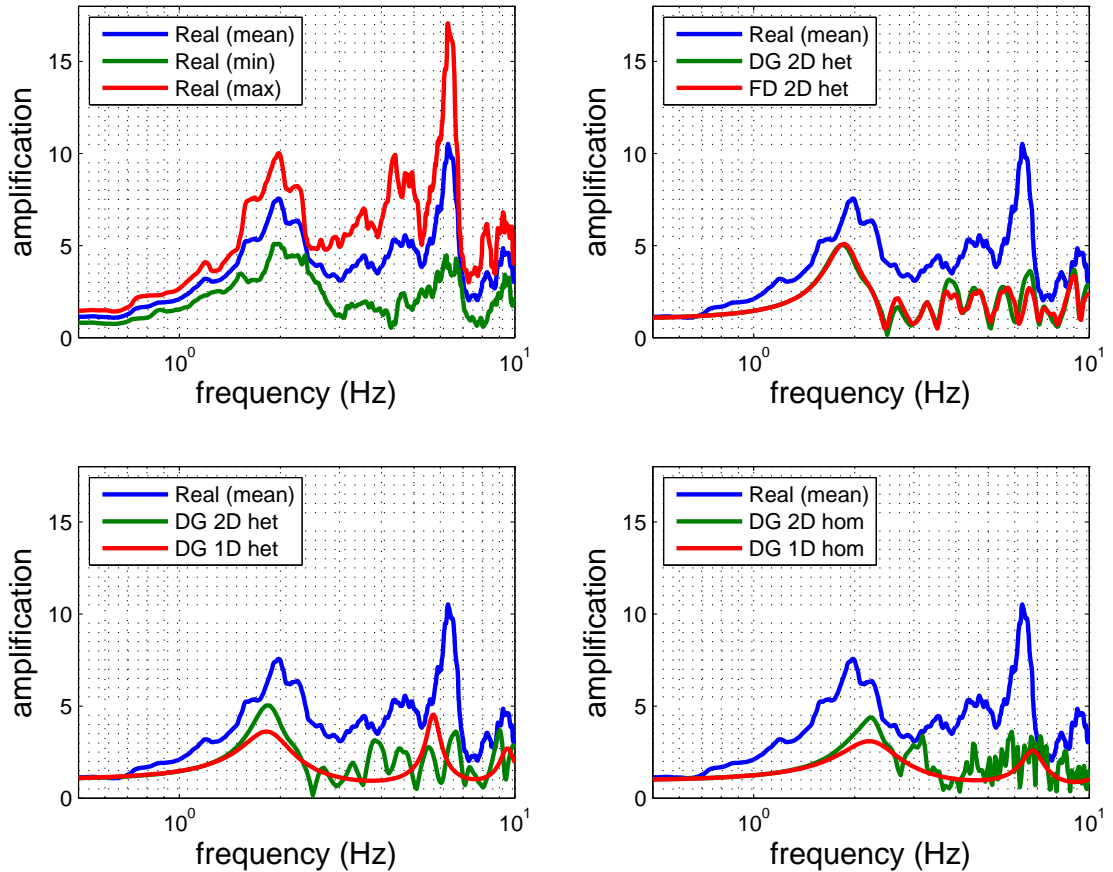 Real (mean)
Real (min)
Real (max)
amplification
0
5
10
15
10^0
10^1
frequency (Hz)
Real (mean)
DG 2D het
FD 2D het
amplification
0
5
10
15
10^0
10^1
frequency (Hz)
Real (mean)
DG 2D het
DG 1D het
amplification
0
5
10
15
10^0
10^1
frequency (Hz)
Real (mean)
DG 2D hom
DG 1D hom
amplification
0
5
10
15
10^0
10^1
frequency (Hz)